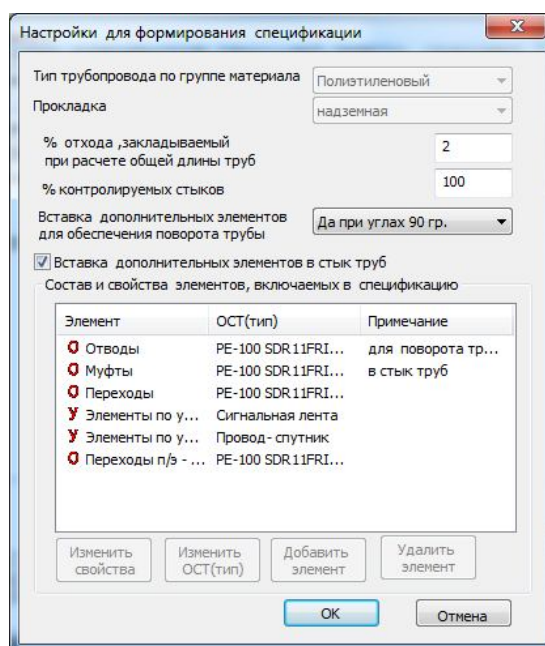 Настройки для формирования спецификации
Тип трубопровода по группе материала Полиэтиленовый
Прокладка надземная
% отхода ,закладываемый
при расчете общей длины труб 2
% контролируемых стыков 100
Вставка дополнительных элементов
для обеспечения поворота трубы Да при углах 90 гр.
Вставка дополнительных элементов в стык труб
Состав и свойства элементов, включаемых в спецификацию
Элемент ОСТ(тип) Примечание
О Отводы PE-100 SDR11FRI... для поворота тр...
О Муфты PE-100 SDR11FRI... в стык труб
О Переходы PE-100 SDR11FRI...
У Элементы по у... Сигнальная лента
У Элементы по у... Провод- спутник
О Переходы п/э - ... PE-100 SDR11FRI...
Изменить свойства Изменить ОСТ(тип) Добавить элемент Удалить элемент
OK Отмена